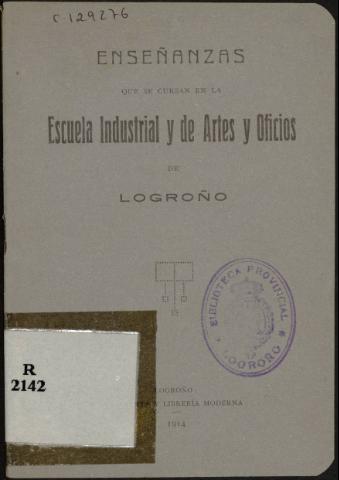 C-129276
ENSEÑANZAS
QUE SE CURSAN EN LA
Escuela Industrial y de Artes y Oficios
DE
LOGROÑO
BIBLIOTECA PROVINCIAL
LOGROÑO
R
2142
LOGROÑO:
Y LIBRERÍA MODERNA
1914